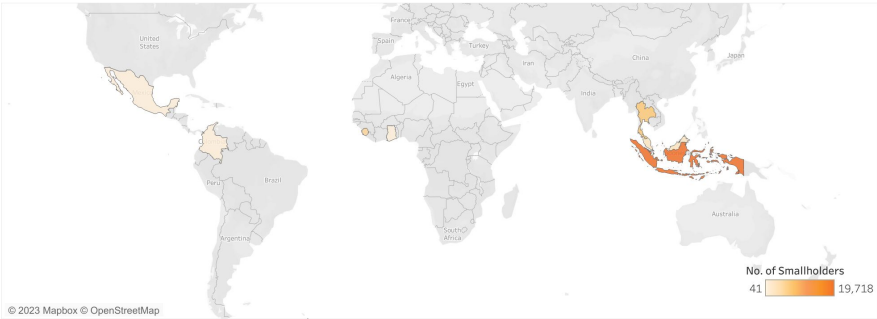 United
States
France
Spain
Turkey
Iran
China
Japan
Algeria
Egypt
India
Peru
Brazil
Argentina
South
Africa
Australia
No. of Smallholders
41
19,718
© 2023 Mapbox © OpenStreetMap